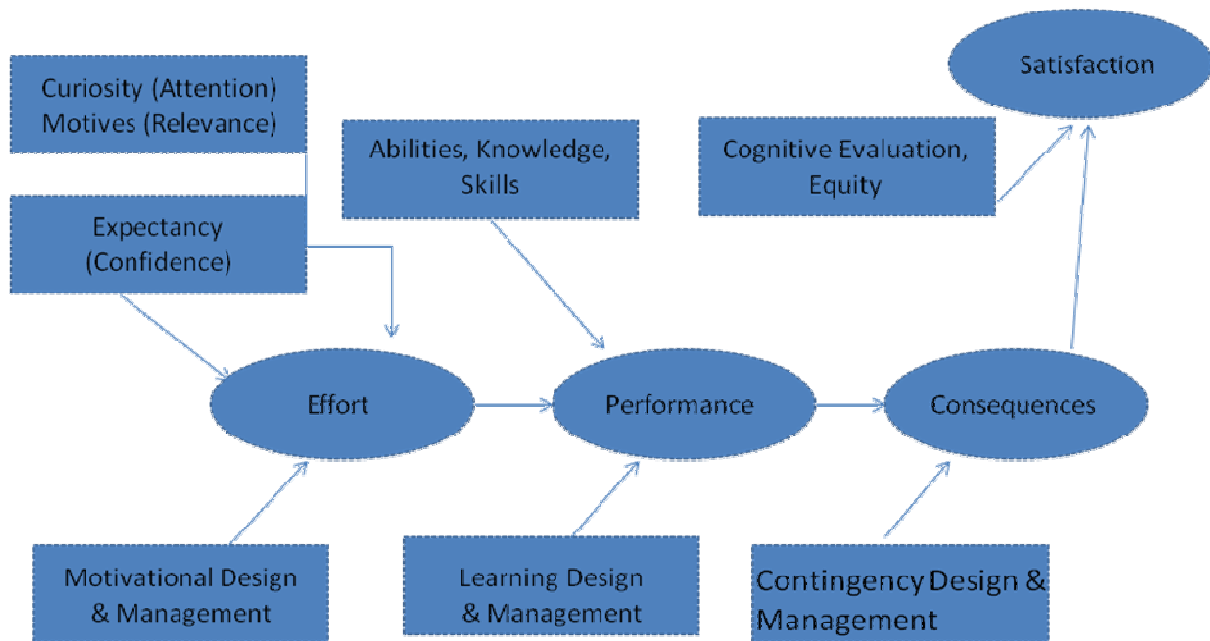 Satisfaction
Curiosity (Attention)
Motives (Relevance)
Abilities, Knowledge,
Skills
Cognitive Evaluation,
Equity
Expectancy
(Confidence)
Effort
Performance
Consequences
Motivational Design
& Management
Learning Design
& Management
Contingency Design &
Management